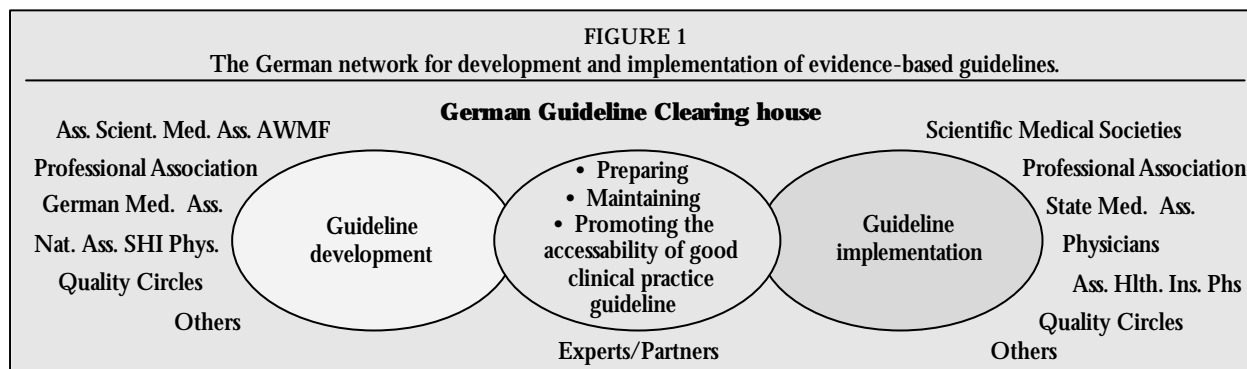 FIGURE 1
The German network for development and implementation of evidence-based guidelines.
German Guideline Clearing house
Ass. Scient. Med. Ass. AWMF
Professional Association
German Med. Ass.
Nat. Ass. SHI Phys.
Quality Circles
Others
Guideline
development
• Preparing
• Maintaining
• Promoting the
accessability of good
clinical practice
guideline
Experts/Partners
Guideline
implementation
Scientific Medical Societies
Professional Association
State Med. Ass.
Physicians
Ass. Hlth. Ins. Phs
Quality Circles
Others